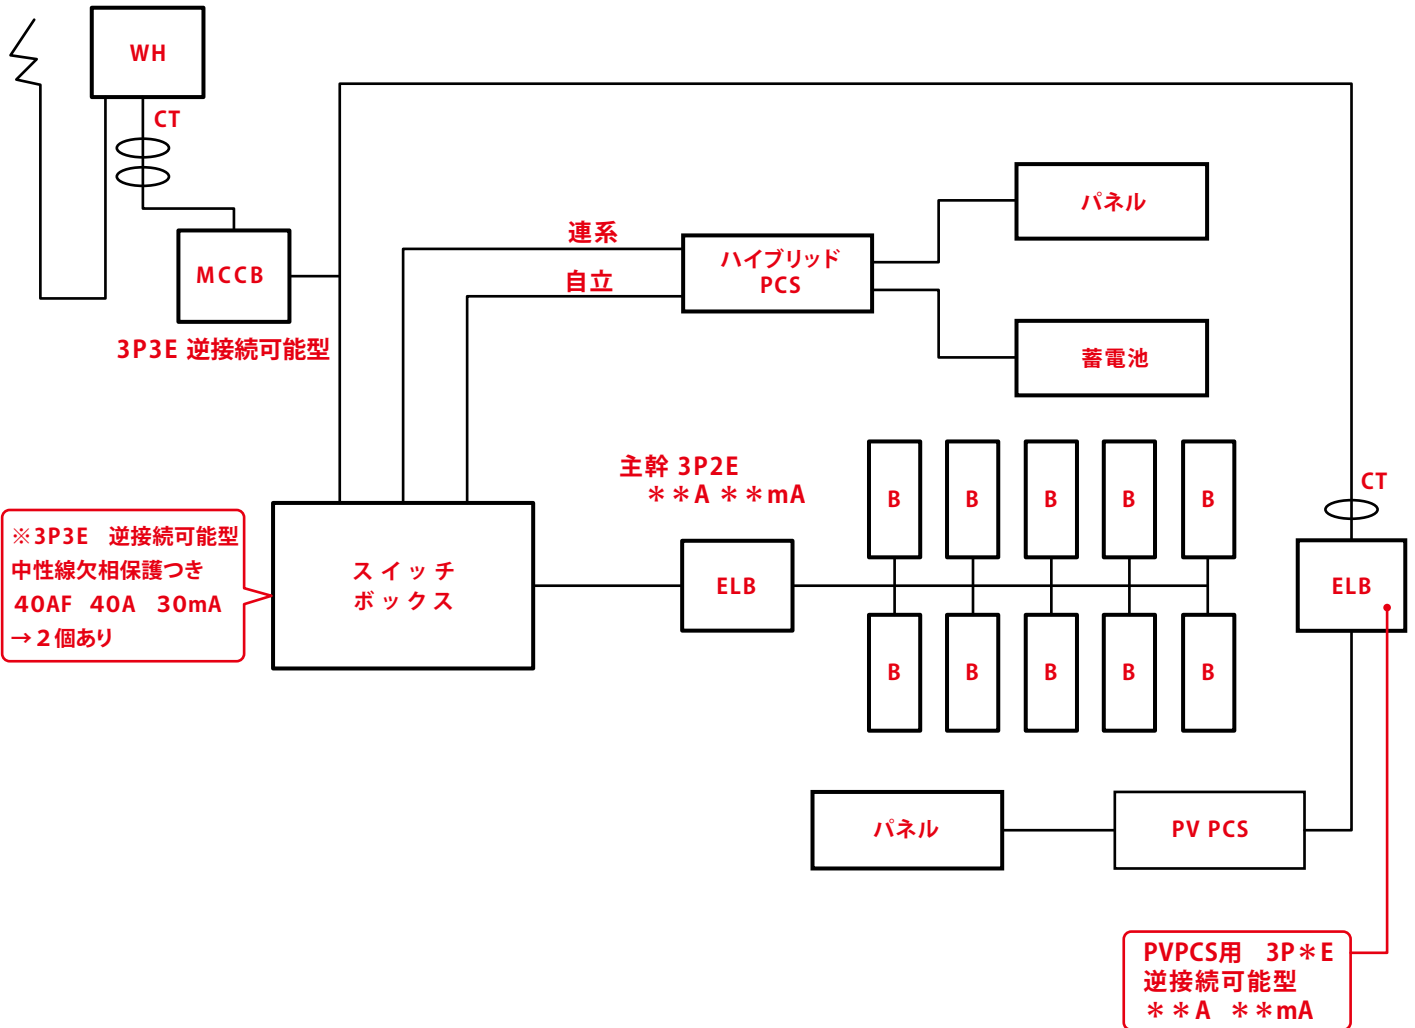 WH
CT
MCCB
3P3E 逆接続可能型
連系
自立
ハイブリッド
PCS
パネル
蓄電池
主幹 3P2E
＊＊A ＊＊mA
※3P3E 逆接続可能型
中性線欠相保護つき
40AF 40A 30mA
→２個あり
スイッチ
ボックス
ELB
B B B B B
B B B B B
CT
ELB
パネル
PV PCS
PVPCS用 3P＊E
逆接続可能型
＊＊A ＊＊mA